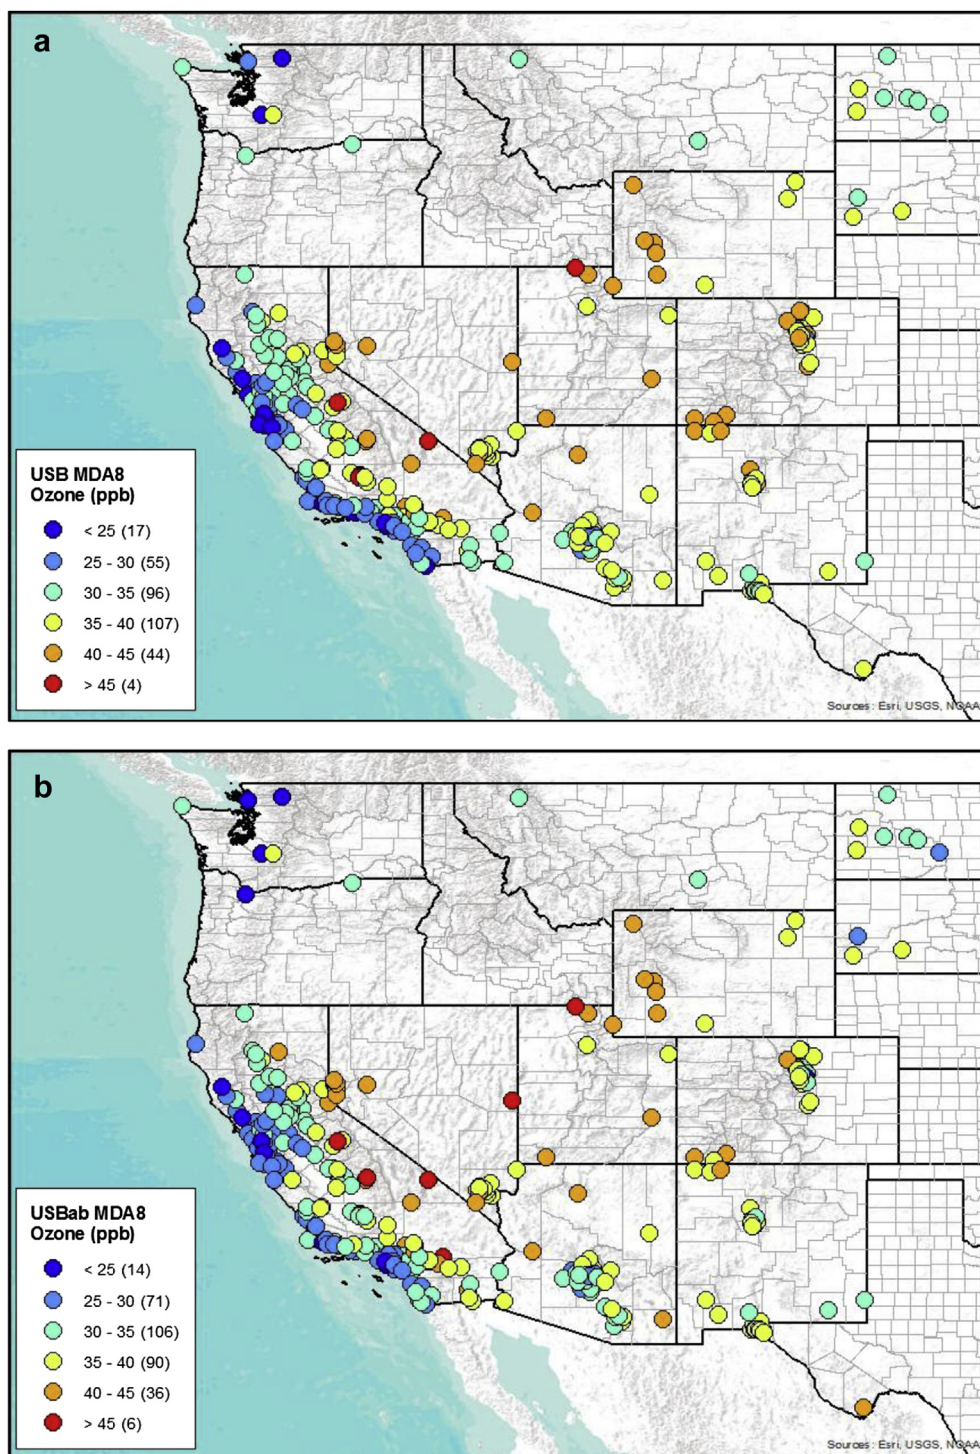 a
USB MDA8
Ozone (ppb)
< 25 (17)
25 - 30 (55)
30 - 35 (96)
35 - 40 (107)
40 - 45 (44)
> 45 (4)
Sources: Esri, USGS, NOAA
b
USBab MDA8
Ozone (ppb)
< 25 (14)
25 - 30 (71)
30 - 35 (106)
35 - 40 (90)
40 - 45 (36)
> 45 (6)
Sources: Esri, USGS, NOAA